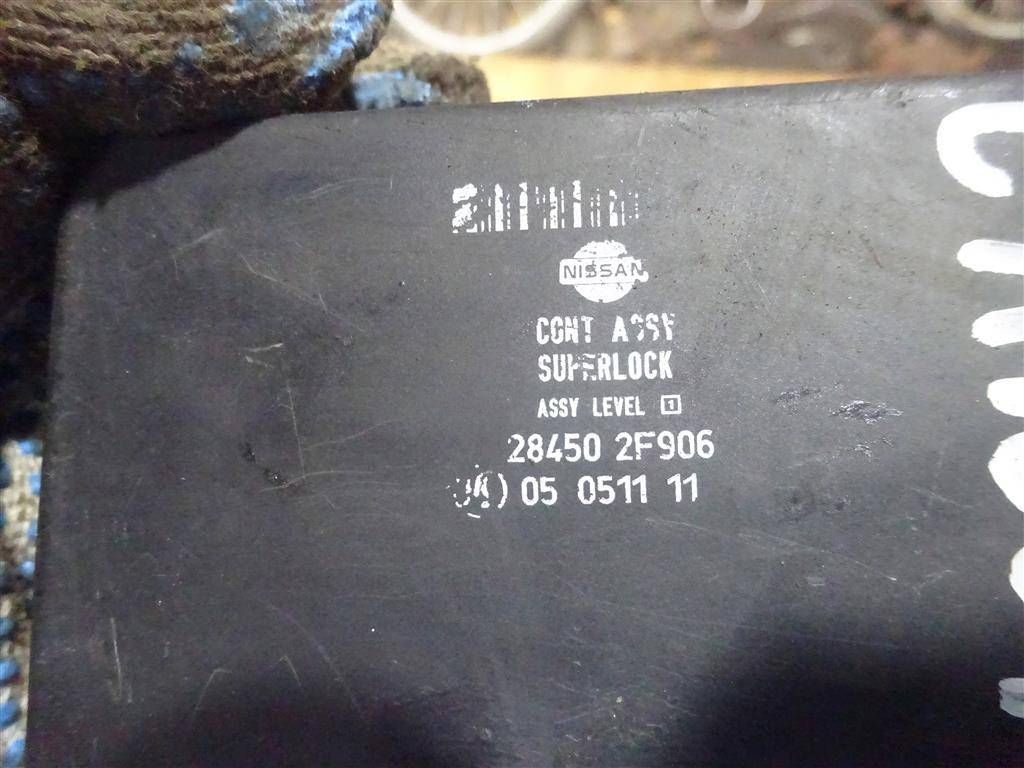 NISSAN
CONT ASSY
SUPERLOCK
ASSY LEVEL 1
28450 2F906
05 0511 11